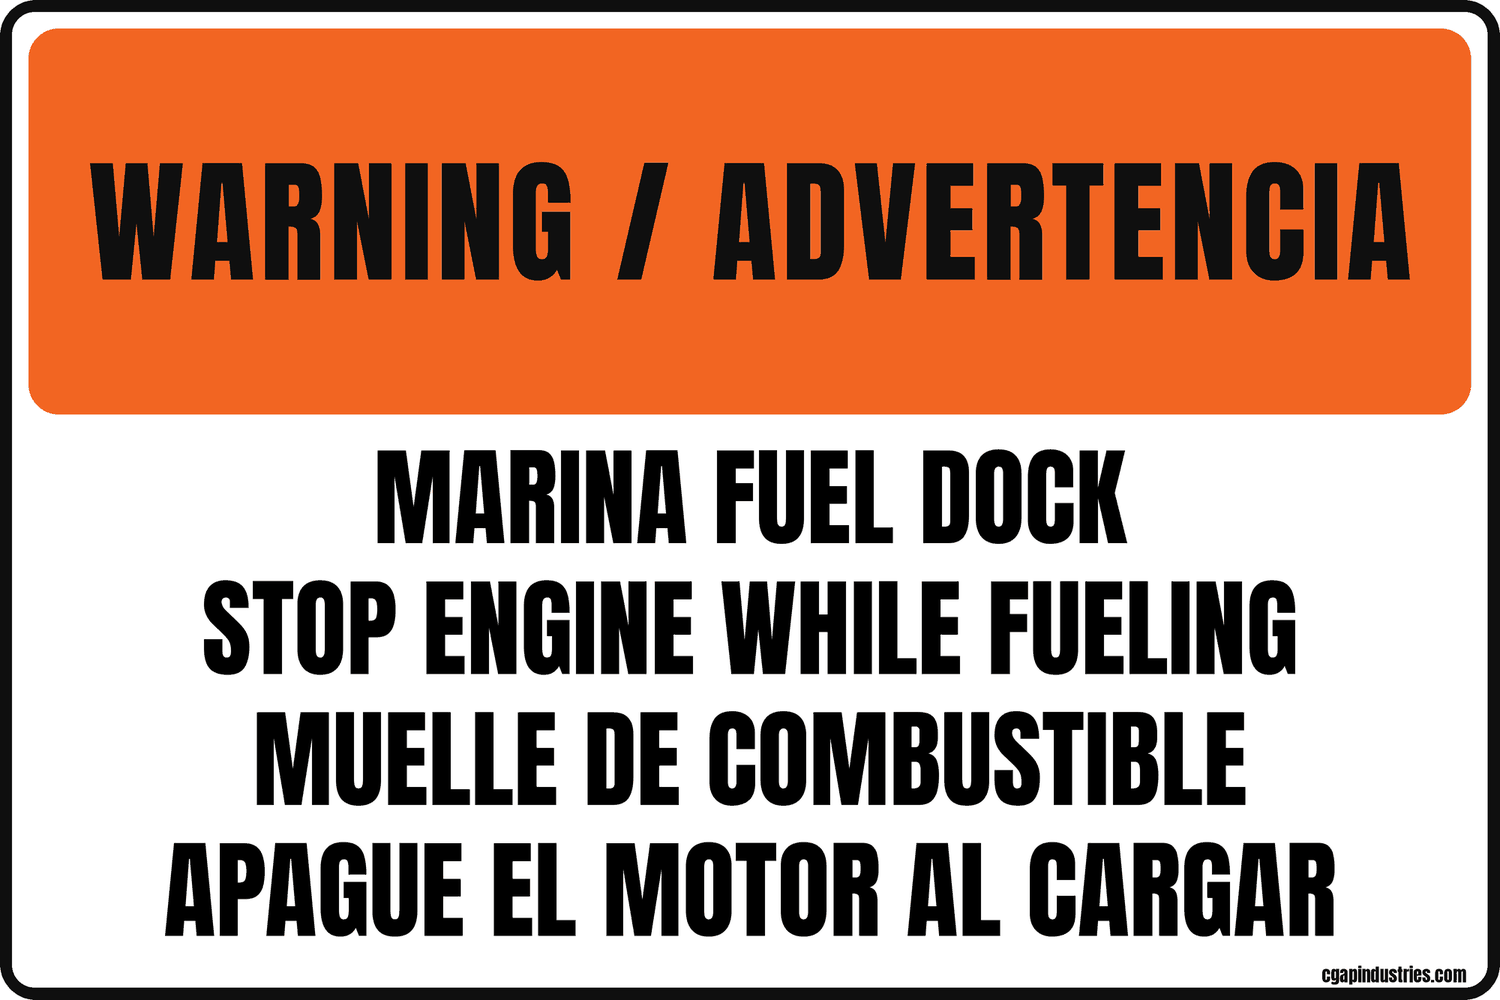 WARNING / ADVERTENCIA
MARINA FUEL DOCK
STOP ENGINE WHILE FUELING
MUELLE DE COMBUSTIBLE
APAGUE EL MOTOR AL CARGAR
cgapindustries.com